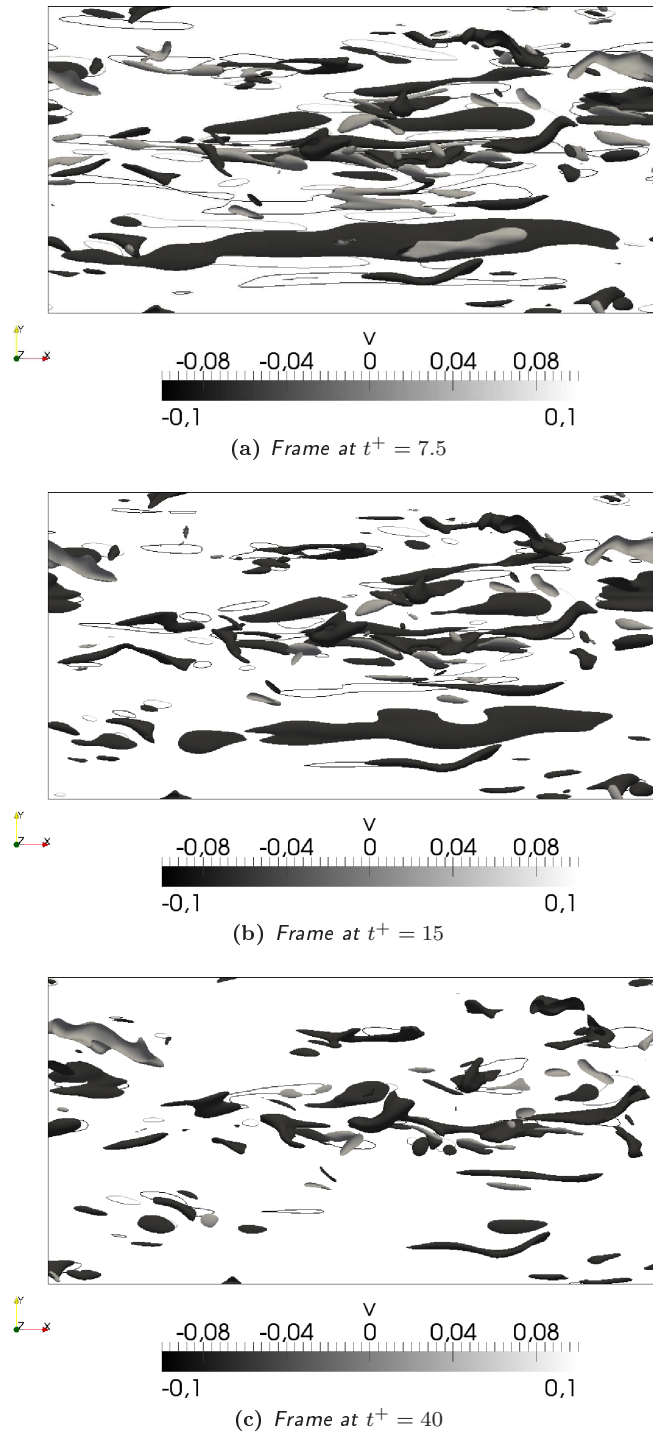 Y
Z X
V
-0,08 -0,04 0 0,04 0,08
-0,1 0,1
(a) Frame at t⁺ = 7.5
Y
Z X
V
-0,08 -0,04 0 0,04 0,08
-0,1 0,1
(b) Frame at t⁺ = 15
Y
Z X
V
-0,08 -0,04 0 0,04 0,08
-0,1 0,1
(c) Frame at t⁺ = 40